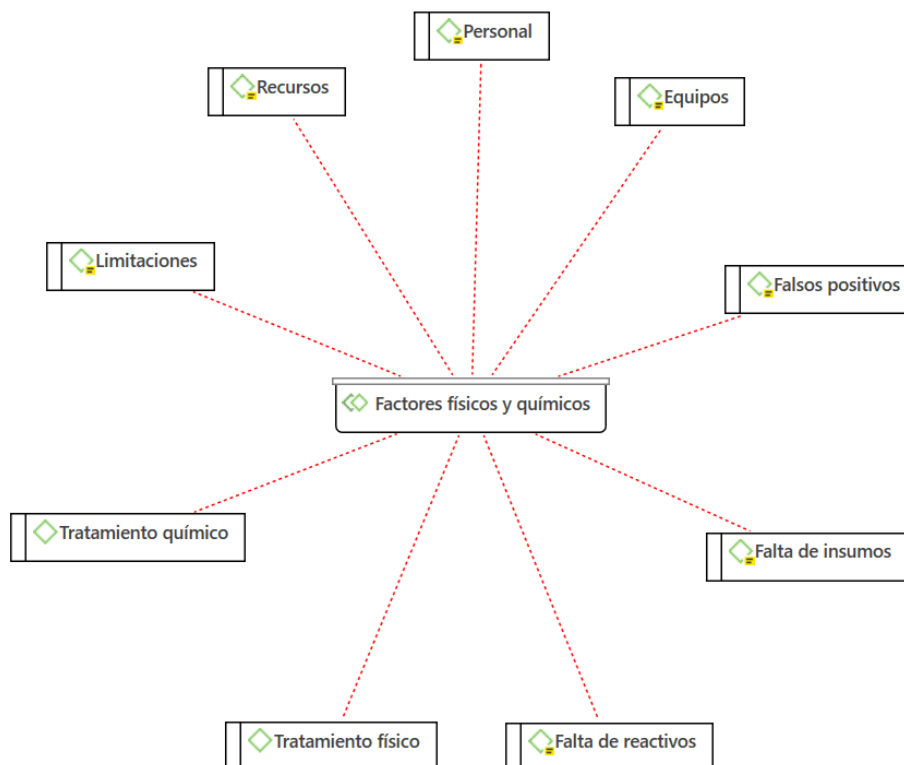 Personal
Recursos
Equipos
Limitaciones
Falsos positivos
Factores físicos y químicos
Tratamiento químico
Falta de insumos
Tratamiento físico
Falta de reactivos